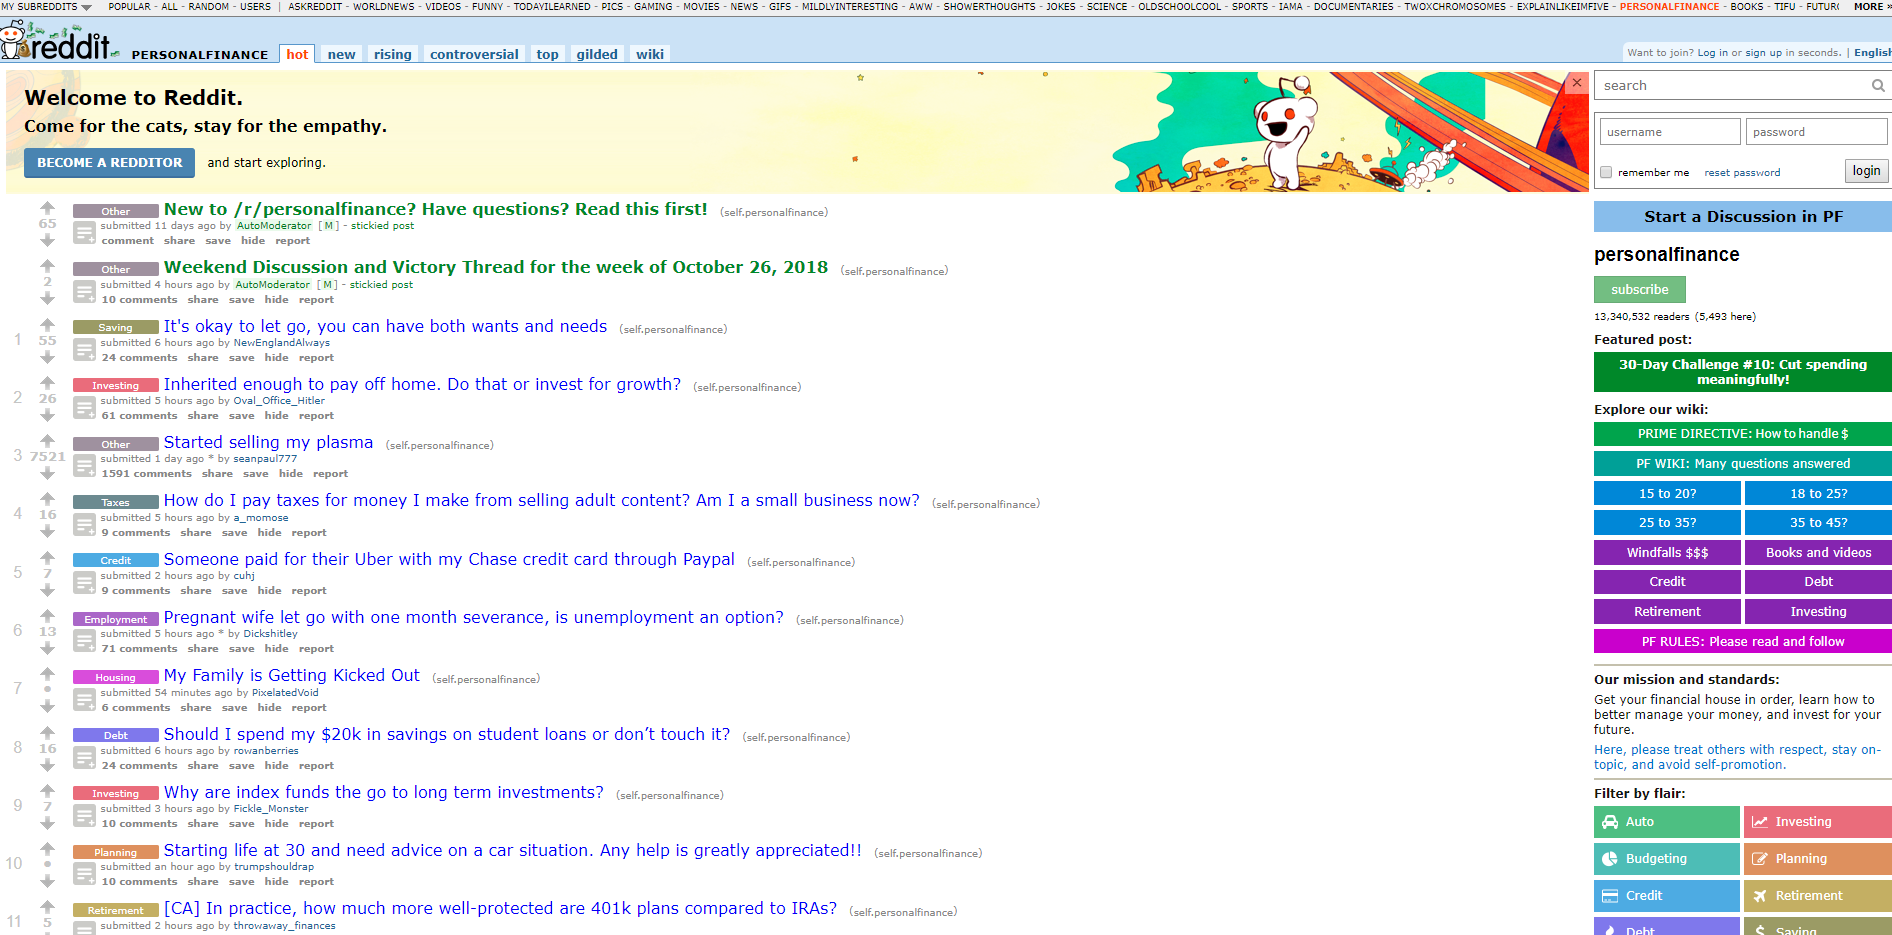 MY SUBREDDITS POPULAR - ALL - RANDOM - USERS | ASKREDDIT - WORLDNEWS - VIDEOS - FUNNY - TODAYILEARNED - PICS - GAMING - MOVIES - NEWS - GIFS - MILDLYINTERESTING - AWW - SHOWERTHOUGHTS - JOKES - SCIENCE - OLDSCHOOLCOOL - SPORTS - IAMA - DOCUMENTARIES - TWOXCHROMOSOMES - EXPLAINLIKEIMFIVE - PERSONALFINANCE - BOOKS - TIFU - FUTUR MORE »
reddit PERSONALFINANCE hot new rising controversial top gilded wiki
Want to join? Log in or sign up in seconds. | English
Welcome to Reddit.
Come for the cats, stay for the empathy.
BECOME A REDDITOR and start exploring.
65
Other New to /r/personalfinance? Have questions? Read this first! (self.personalfinance)
submitted 11 days ago by AutoModerator [M] - stickied post
comment share save hide report
2
Other Weekend Discussion and Victory Thread for the week of October 26, 2018 (self.personalfinance)
submitted 4 hours ago by AutoModerator [M] - stickied post
10 comments share save hide report
1 55
Saving It's okay to let go, you can have both wants and needs (self.personalfinance)
submitted 6 hours ago by NewEnglandAlways
24 comments share save hide report
2 26
Investing Inherited enough to pay off home. Do that or invest for growth? (self.personalfinance)
submitted 5 hours ago by Oval_Office_Hitler
61 comments share save hide report
3 7521
Other Started selling my plasma (self.personalfinance)
submitted 1 day ago * by seanpaul777
1591 comments share save hide report
4 16
Taxes How do I pay taxes for money I make from selling adult content? Am I a small business now? (self.personalfinance)
submitted 5 hours ago by a_momose
9 comments share save hide report
5 7
Credit Someone paid for their Uber with my Chase credit card through Paypal (self.personalfinance)
submitted 2 hours ago by cuhj
9 comments share save hide report
6 13
Employment Pregnant wife let go with one month severance, is unemployment an option? (self.personalfinance)
submitted 5 hours ago * by Dickshitley
71 comments share save hide report
7 •
Housing My Family is Getting Kicked Out (self.personalfinance)
submitted 54 minutes ago by PixelatedVoid
6 comments share save hide report
8 16
Debt Should I spend my $20k in savings on student loans or don’t touch it? (self.personalfinance)
submitted 6 hours ago by rowanberries
24 comments share save hide report
9 7
Investing Why are index funds the go to long term investments? (self.personalfinance)
submitted 3 hours ago by Fickle_Monster
10 comments share save hide report
10 •
Planning Starting life at 30 and need advice on a car situation. Any help is greatly appreciated!! (self.personalfinance)
submitted an hour ago by trumpshouldrap
10 comments share save hide report
11 5
Retirement [CA] In practice, how much more well-protected are 401k plans compared to IRAs? (self.personalfinance)
submitted 2 hours ago by throwaway_finances
search
username password
remember me reset password login
Start a Discussion in PF
personalfinance
subscribe
13,340,532 readers (5,493 here)
Featured post:
30-Day Challenge #10: Cut spending
meaningfully!
Explore our wiki:
PRIME DIRECTIVE: How to handle $
PF WIKI: Many questions answered
15 to 20? 18 to 25?
25 to 35? 35 to 45?
Windfalls $$$ Books and videos
Credit Debt
Retirement Investing
PF RULES: Please read and follow
Our mission and standards:
Get your financial house in order, learn how to
better manage your money, and invest for your
future.
Here, please treat others with respect, stay on-
topic, and avoid self-promotion.
Filter by flair:
Auto Investing
Budgeting Planning
Credit Retirement
Debt Saving